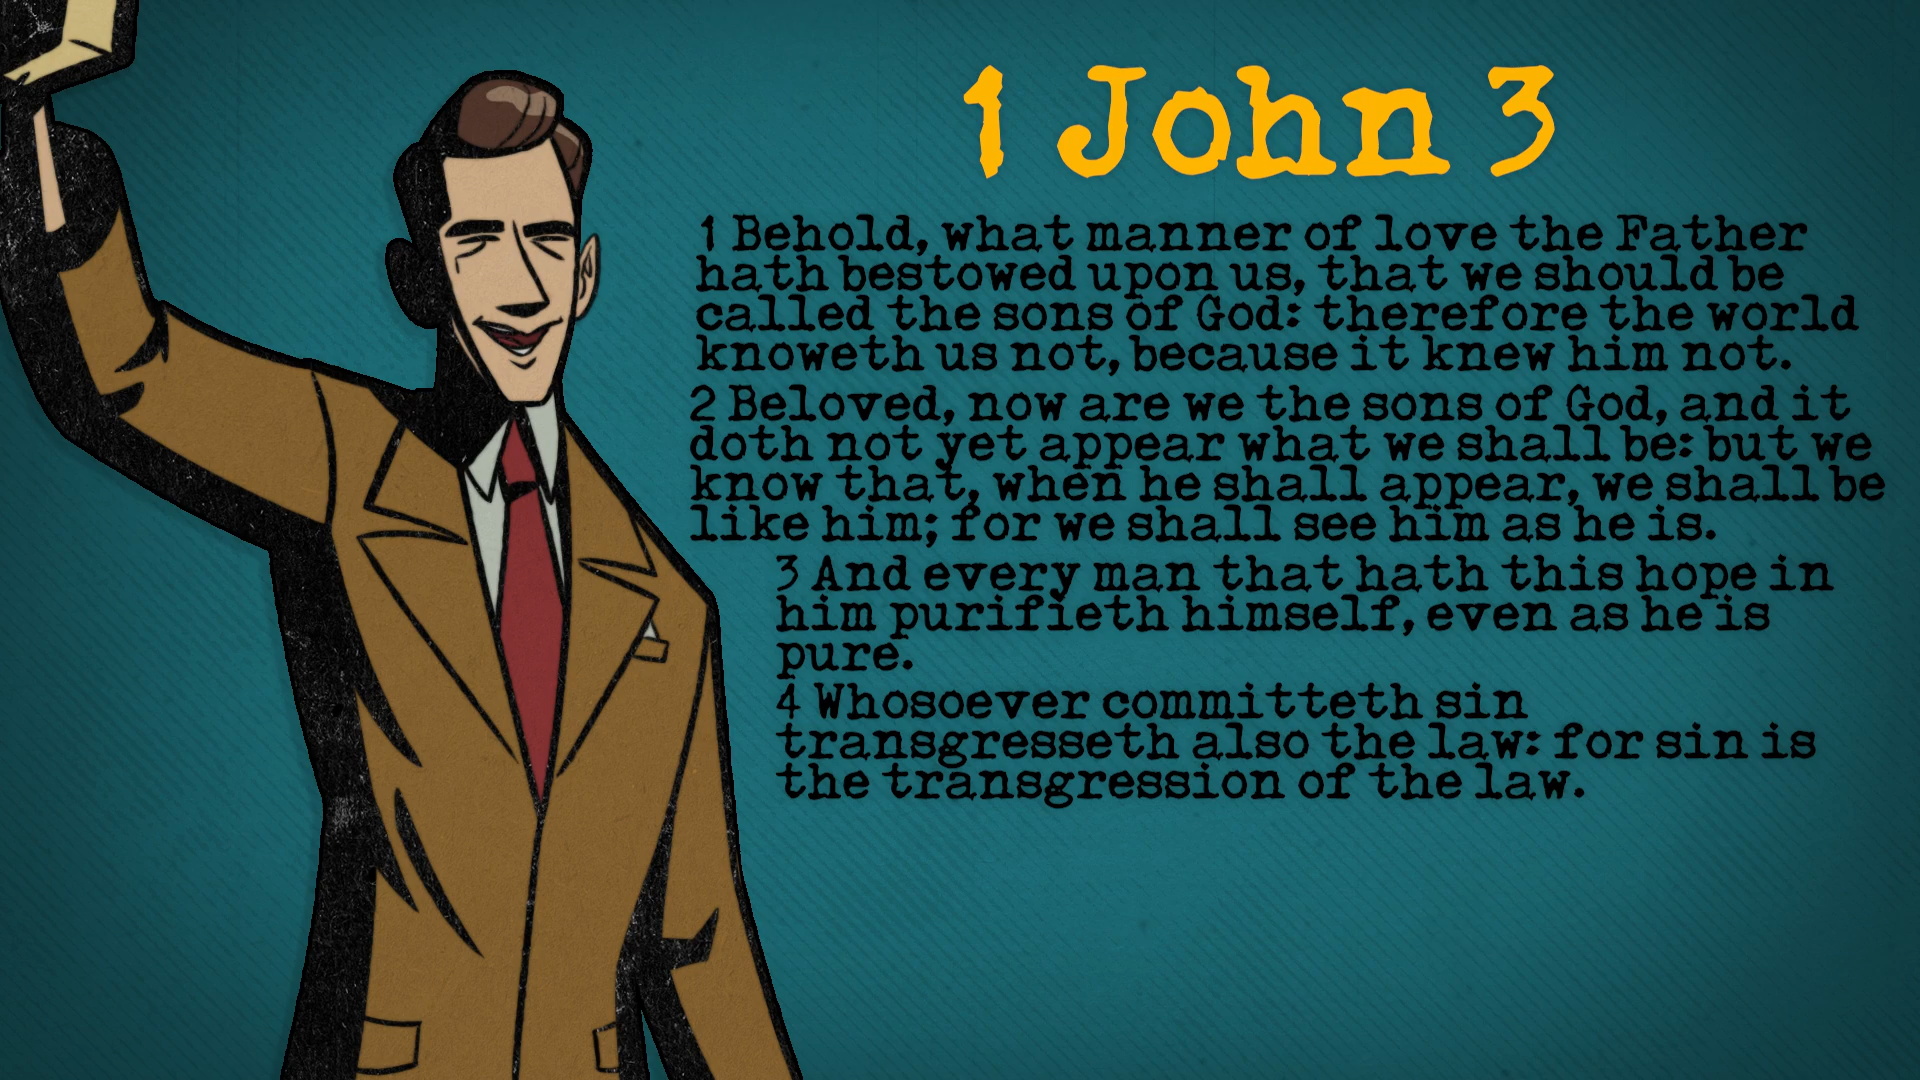 1 John 3
1 Behold, what manner of love the Father
hath bestowed upon us, that we should be
called the sons of God: therefore the world
knoweth us not, because it knew him not.
2 Beloved, now are we the sons of God, and it
doth not yet appear what we shall be: but we
know that, when he shall appear, we shall be
like him; for we shall see him as he is.
3 And every man that hath this hope in
him purifieth himself, even as he is
pure.
4 Whosoever committeth sin
transgresseth also the law: for sin is
the transgression of the law.